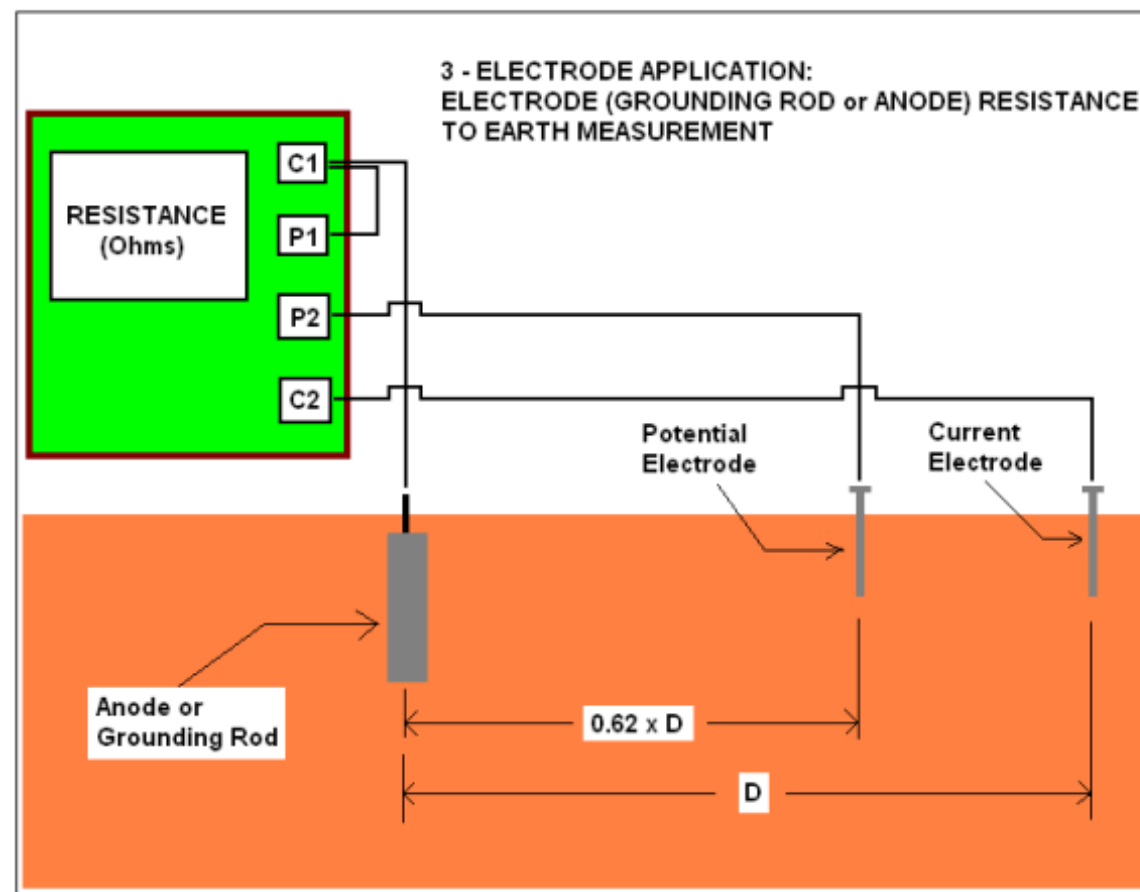 3 - ELECTRODE APPLICATION:
ELECTRODE (GROUNDING ROD or ANODE) RESISTANCE
TO EARTH MEASUREMENT
C1
RESISTANCE
(Ohms)
P1
P2
C2
Potential
Electrode
Current
Electrode
Anode or
Grounding Rod
0.62 x D
D